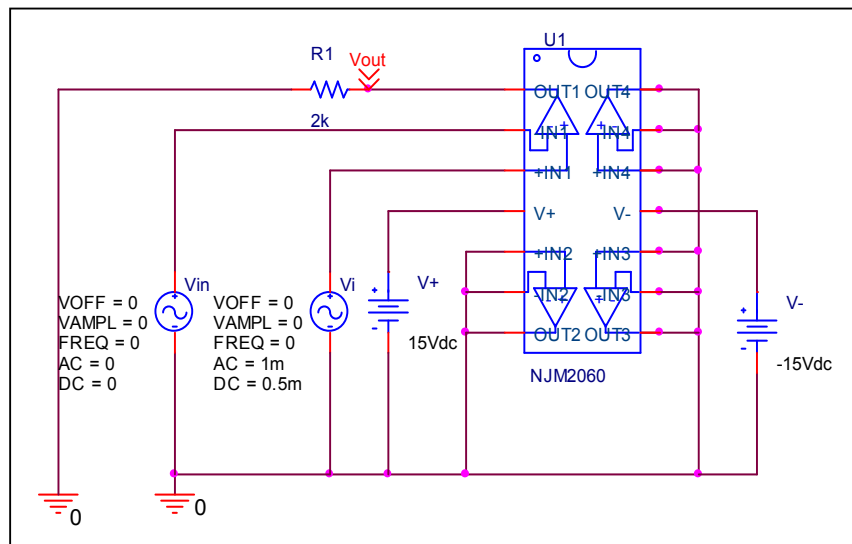 U1
R1
Vout
2k
OUT1
OUT4
-IN1
-IN4
+IN1
+IN4
V+
V-
+IN2
+IN3
-IN2
-IN3
OUT2
OUT3
NJM2060
Vin
VOFF = 0
VAMPL = 0
FREQ = 0
AC = 0
DC = 0
Vi
VOFF = 0
VAMPL = 0
FREQ = 0
AC = 1m
DC = 0.5m
V+
15Vdc
V-
-15Vdc
0
0